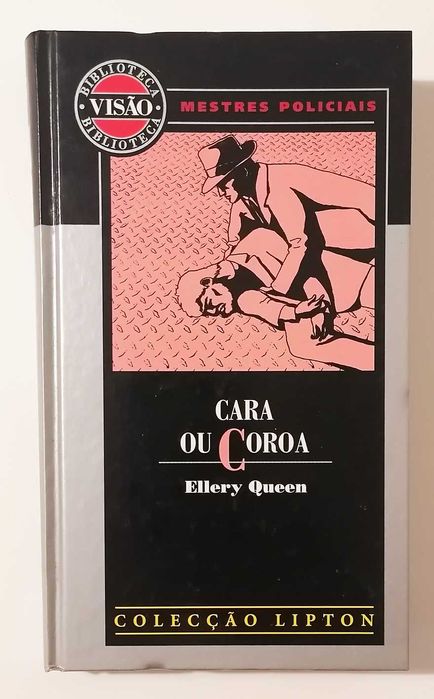 BIBLIOTECA
VISÃO
BIBLIOTECA
MESTRES POLICIAIS
CARA
OU COROA
Ellery Queen
COLECÇÃO LIPTON